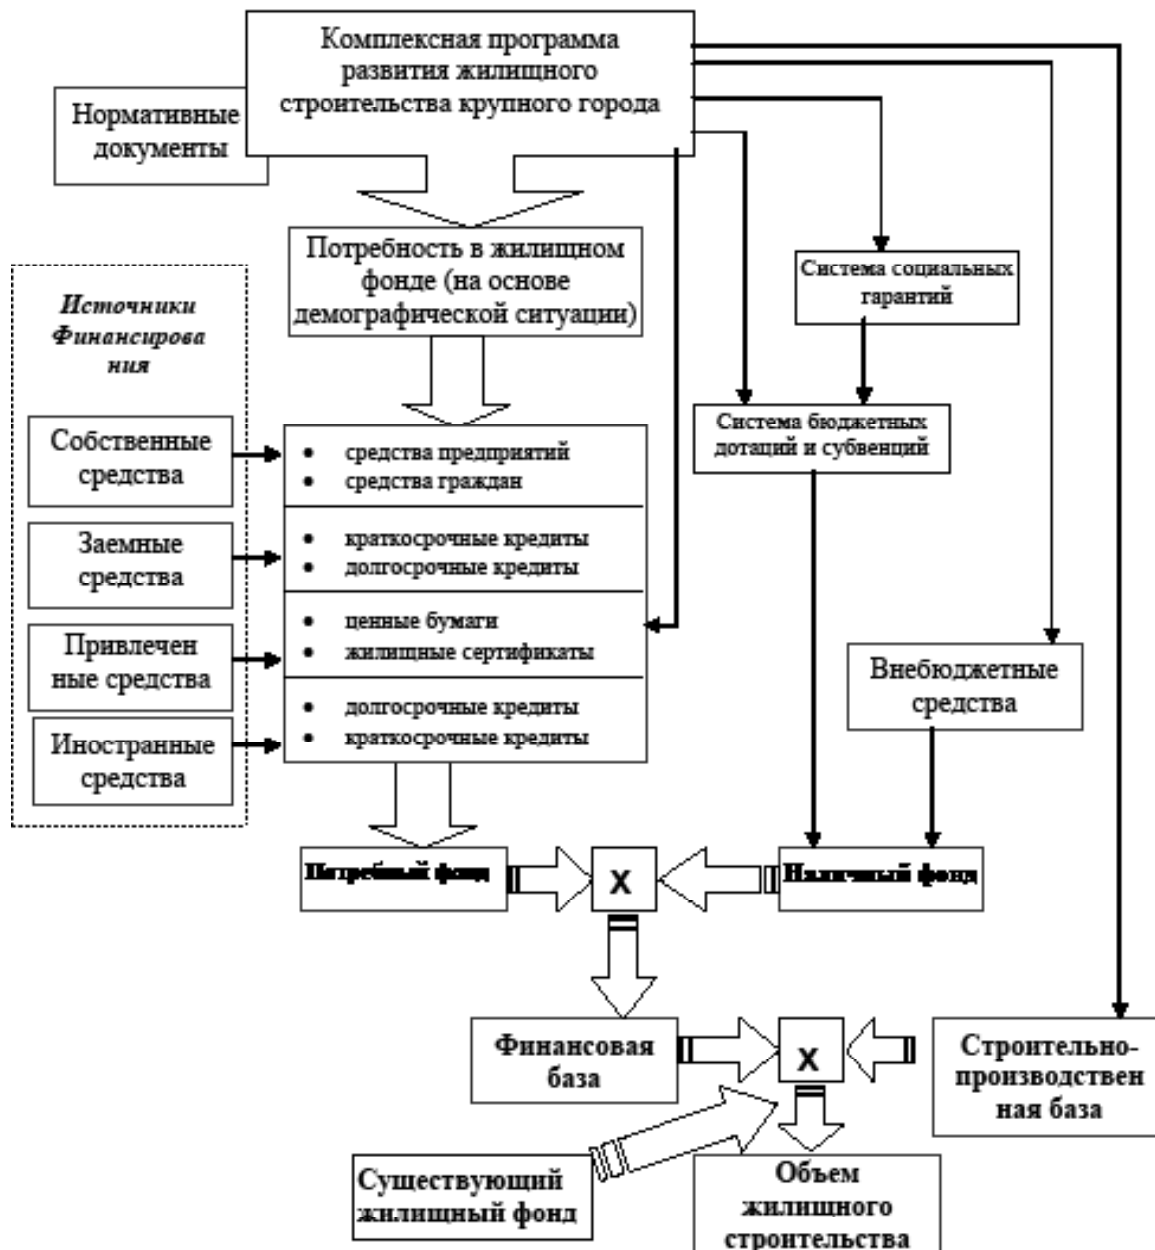 Комплексная программа
развития жилищного
строительства крупного города
Нормативные
документы
Потребность в жилищном
фонде (на основе
демографической ситуации)
Система социальных
гарантий
Источники
Финансирова
ния
Система бюджетных
дотаций и субвенций
Собственные
средства
• средства предприятий
• средства граждан
Заемные
средства
• краткосрочные кредиты
• долгосрочные кредиты
Привлечен
ные средства
• ценные бумаги
• жилищные сертификаты
Внебюджетные
средства
Иностранные
средства
• долгосрочные кредиты
• краткосрочные кредиты
Потребный фонд
X
Наличный фонд
Финансовая
база
X
Строительно-
производствен
ная база
Существующий
жилищный фонд
Объем
жилищного
строительства